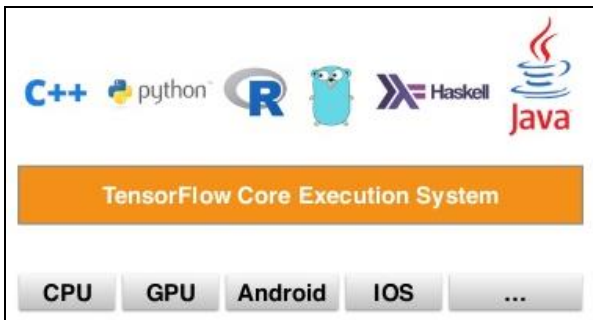 C++ python R Haskell Java
TensorFlow Core Execution System
CPU GPU Android IOS ...